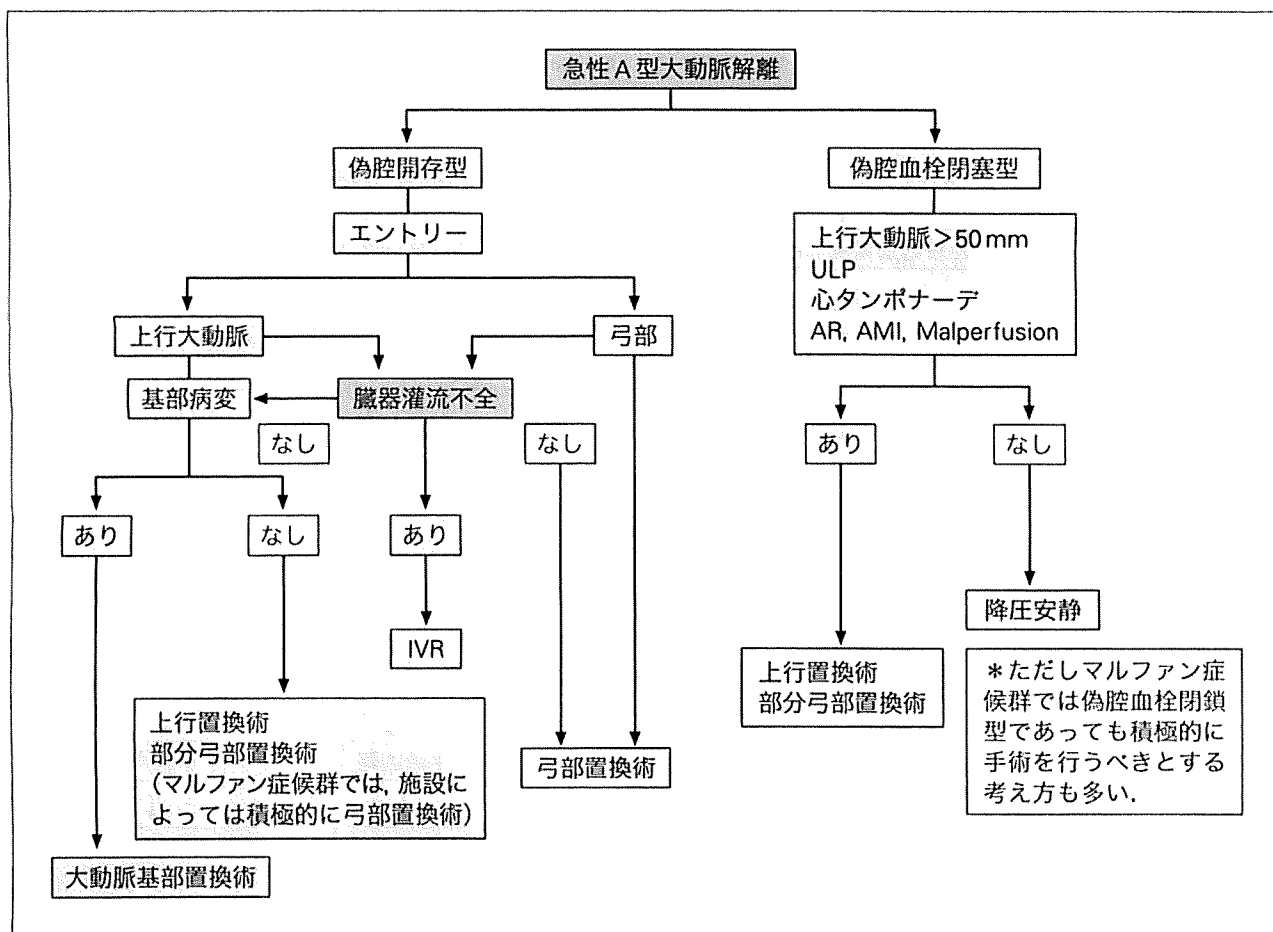 急性A型大動脈解離
偽腔開存型
偽腔血栓閉塞型
エントリー
上行大動脈>50mm
ULP
心タンポナーデ
AR, AMI, Malperfusion
上行大動脈
弓部
基部病変
臓器灌流不全
なし
なし
あり
なし
あり
なし
あり
降圧安静
IVR
上行置換術
部分弓部置換術
(マルファン症候群では, 施設に
よっては積極的に弓部置換術)
弓部置換術
上行置換術
部分弓部置換術
*ただしマルファン症
候群では偽腔血栓閉鎖
型であっても積極的に
手術を行うべきとする
考え方も多い.
大動脈基部置換術